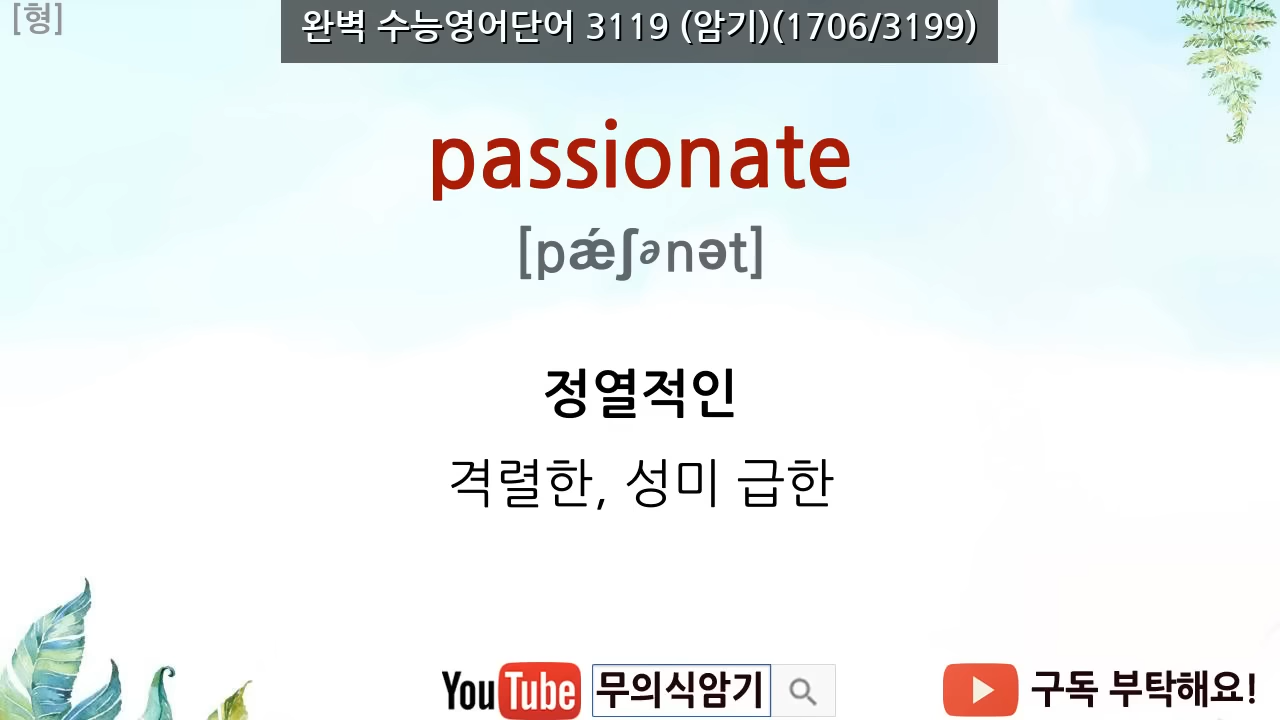 [형]
완벽 수능영어단어 3119 (암기)(1706/3199)
passionate
[pǽʃənət]
정열적인
격렬한, 성미 급한
YouTube 무의식암기 구독 부탁해요!